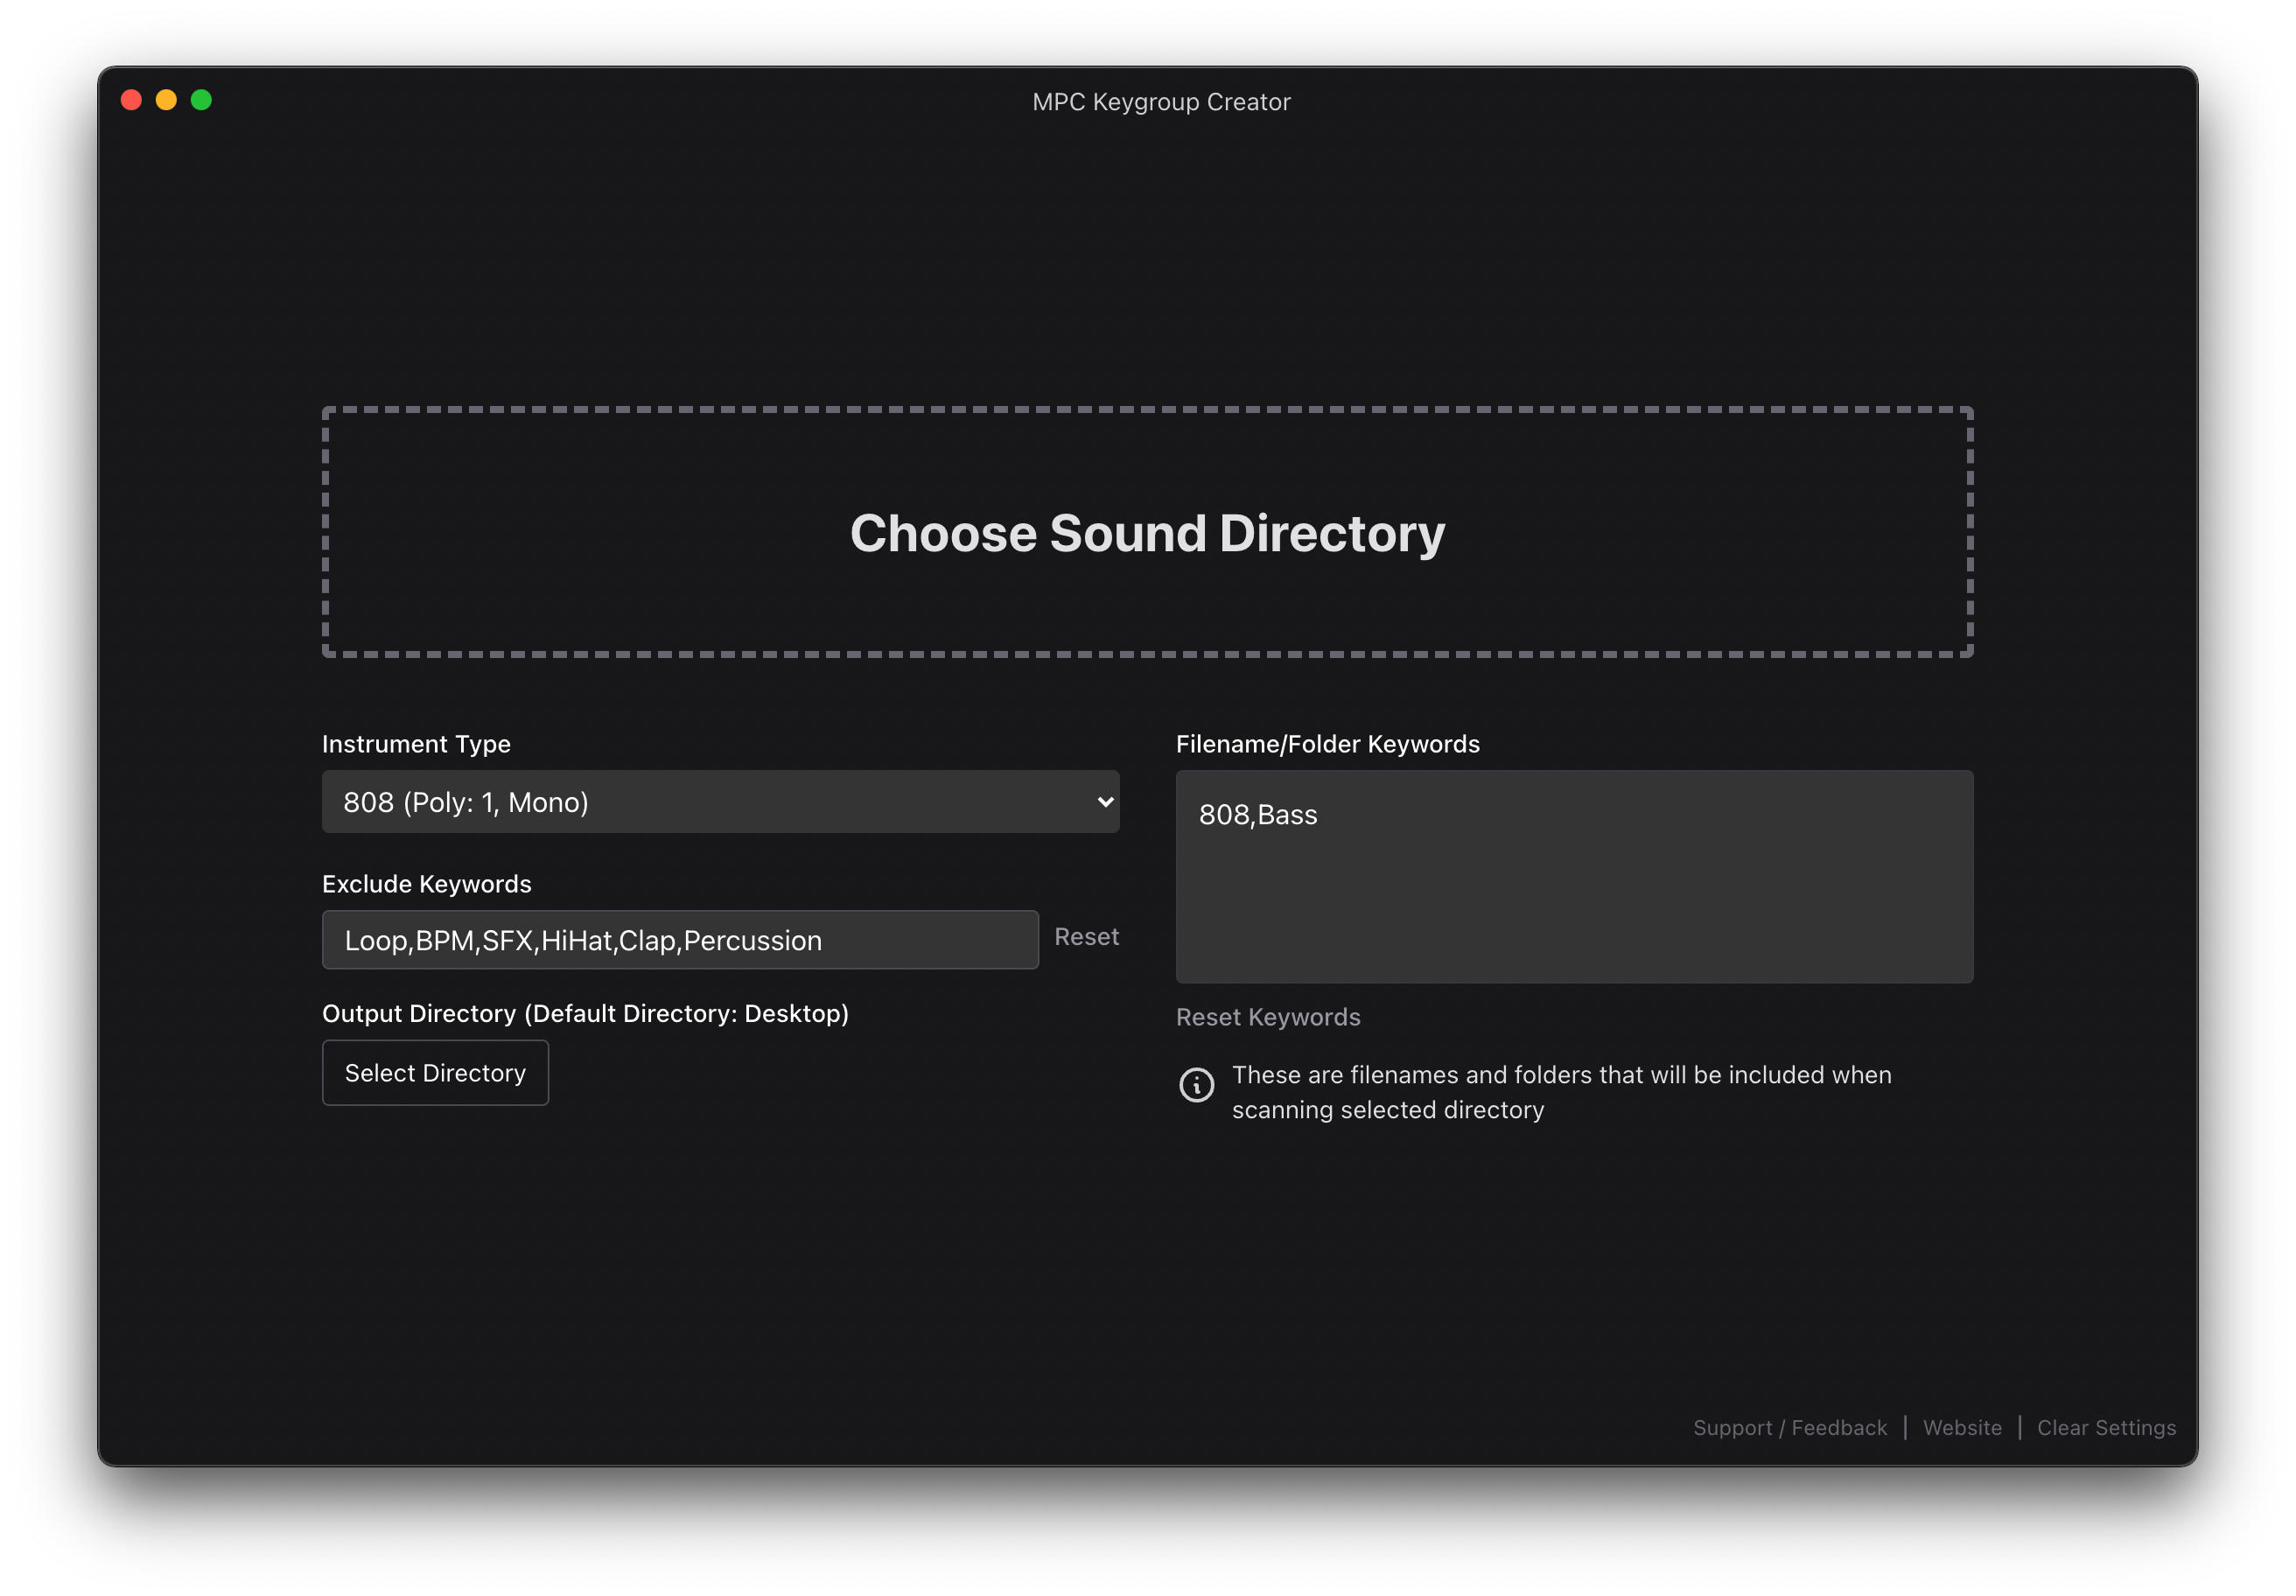 MPC Keygroup Creator
Choose Sound Directory
Instrument Type
808 (Poly: 1, Mono)
Exclude Keywords
Loop,BPM,SFX,HiHat,Clap,Percussion
Reset
Output Directory (Default Directory: Desktop)
Select Directory
Filename/Folder Keywords
808,Bass
Reset Keywords
These are filenames and folders that will be included when
scanning selected directory
Support / Feedback | Website | Clear Settings